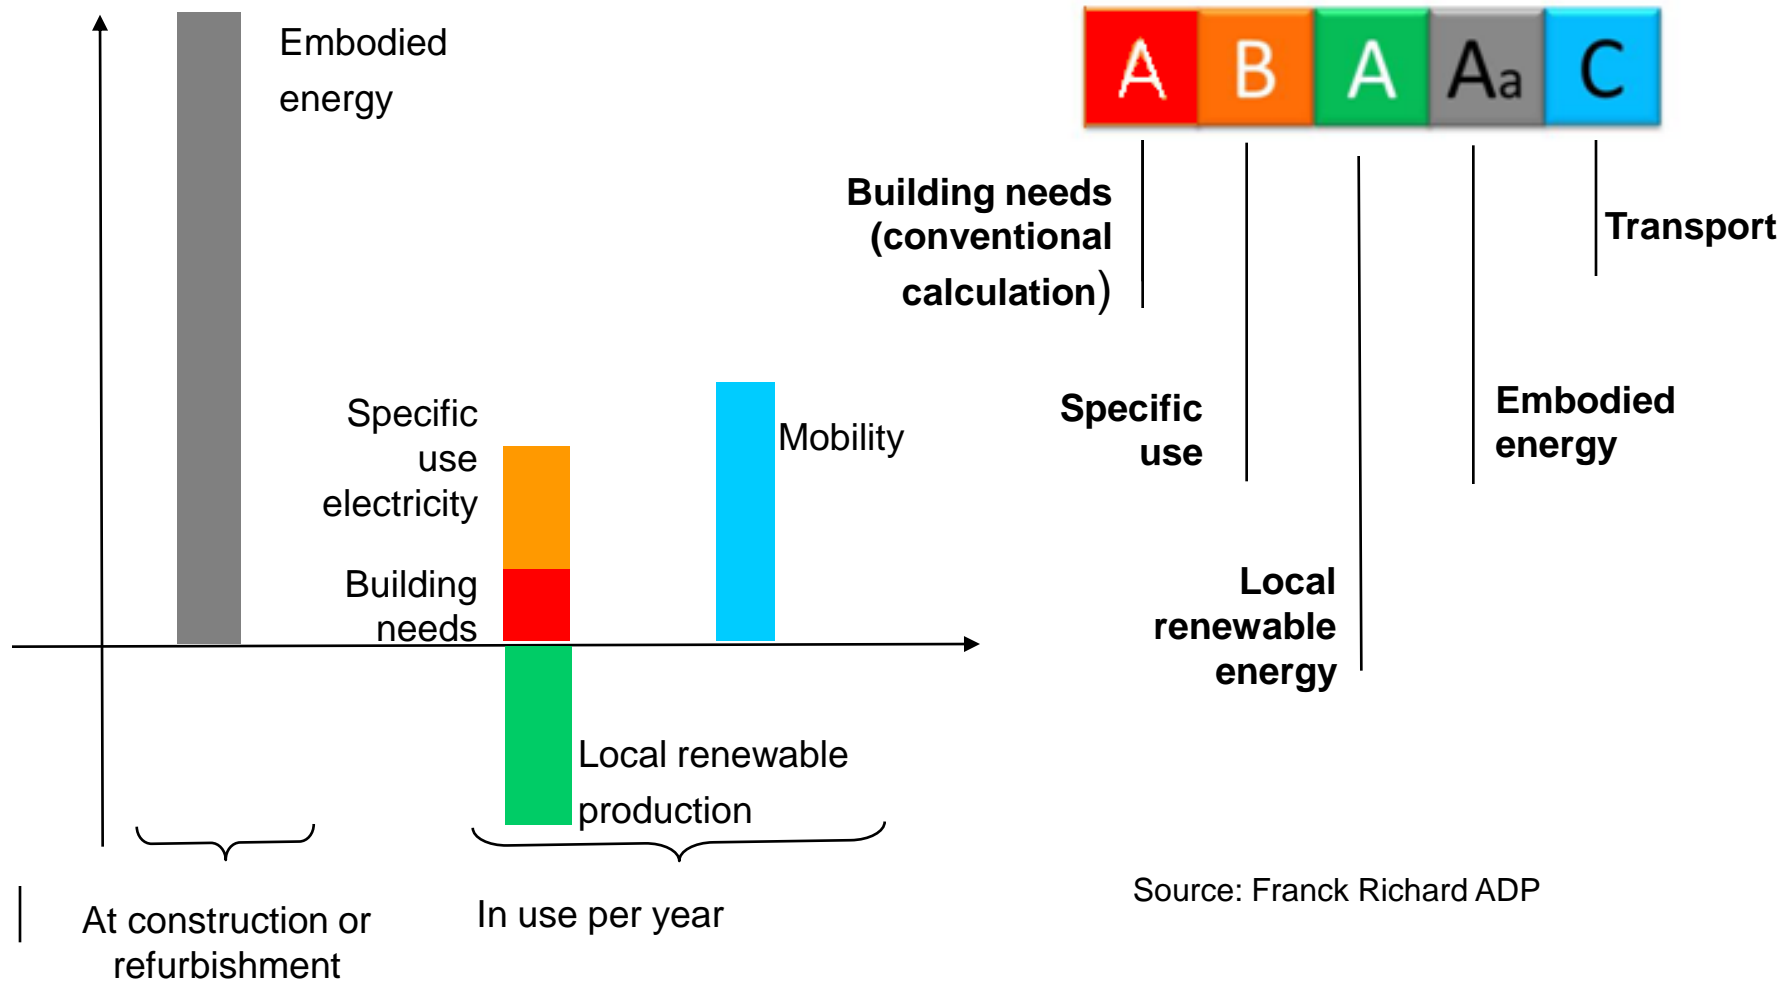 Embodied
energy
A B A Aa C
Building needs
(conventional
calculation)
Transport
Specific
use
electricity
Mobility
Specific
use
Embodied
energy
Building
needs
Local
renewable
energy
Local renewable
production
At construction or
refurbishment
In use per year
Source: Franck Richard ADP